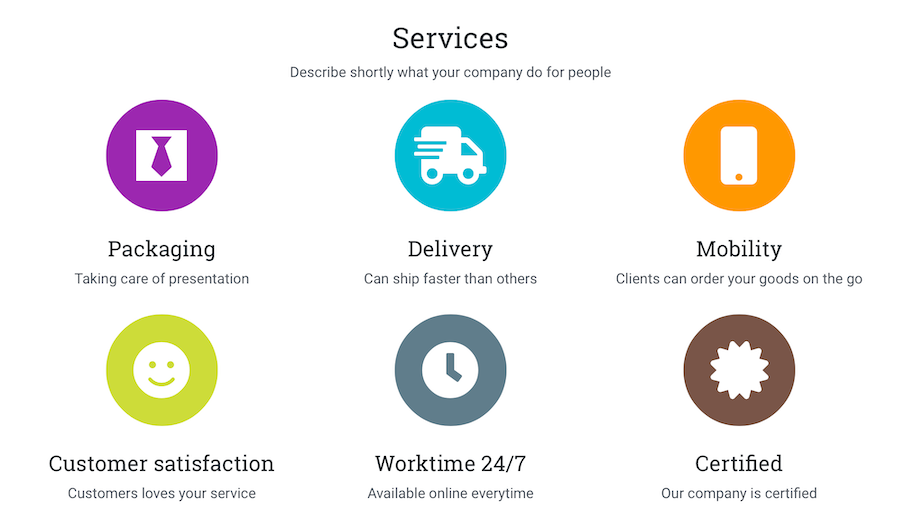 Services
Describe shortly what your company do for people
Packaging
Taking care of presentation
Delivery
Can ship faster than others
Mobility
Clients can order your goods on the go
Customer satisfaction
Customers loves your service
Worktime 24/7
Available online everytime
Certified
Our company is certified